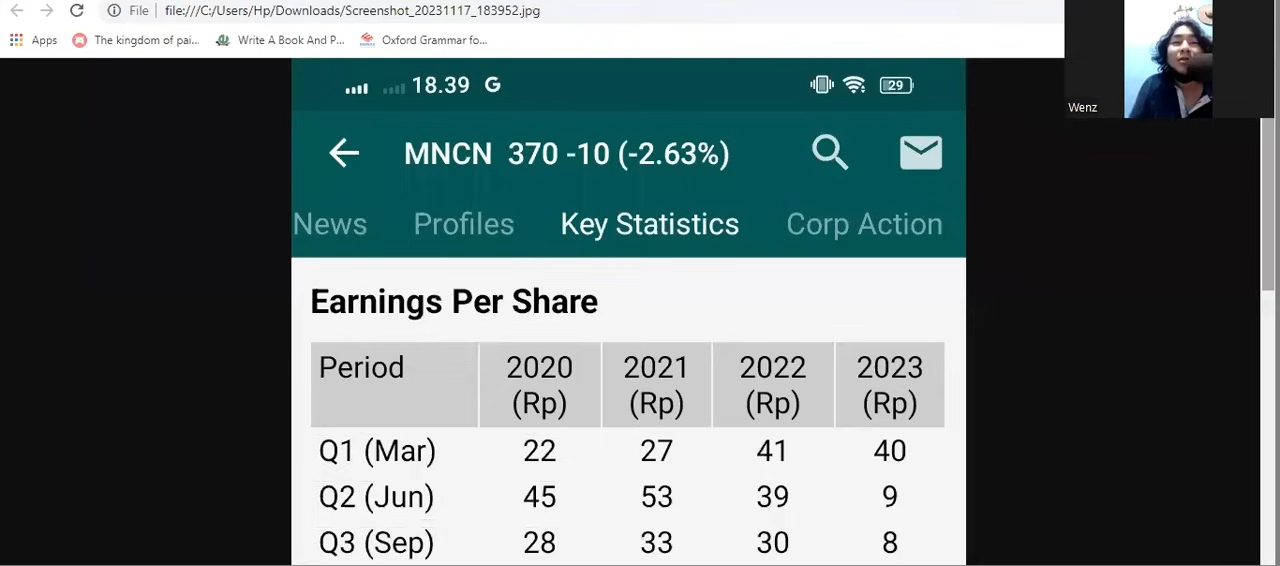 File file:///C:/Users/Hp/Downloads/Screenshot_20231117_183952.jpg
Apps The kingdom of pai... Write A Book And P... Oxford Grammar fo...
Wenz
18.39 G 29
MNCN 370 -10 (-2.63%)
News Profiles Key Statistics Corp Action
Earnings Per Share
Period 2020 (Rp) 2021 (Rp) 2022 (Rp) 2023 (Rp)
Q1 (Mar) 22 27 41 40
Q2 (Jun) 45 53 39 9
Q3 (Sep) 28 33 30 8